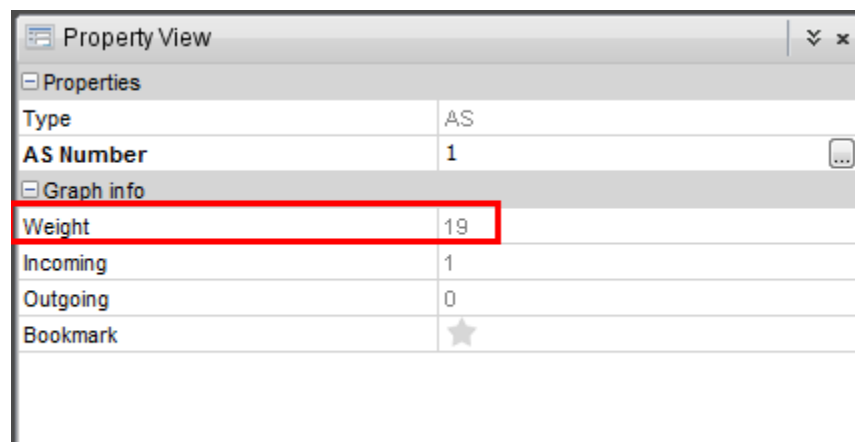 Property View
Properties
Type AS
AS Number 1 ...
Graph info
Weight 19
Incoming 1
Outgoing 0
Bookmark